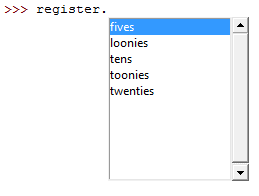 >>> register.
fives
loonies
tens
toonies
twenties